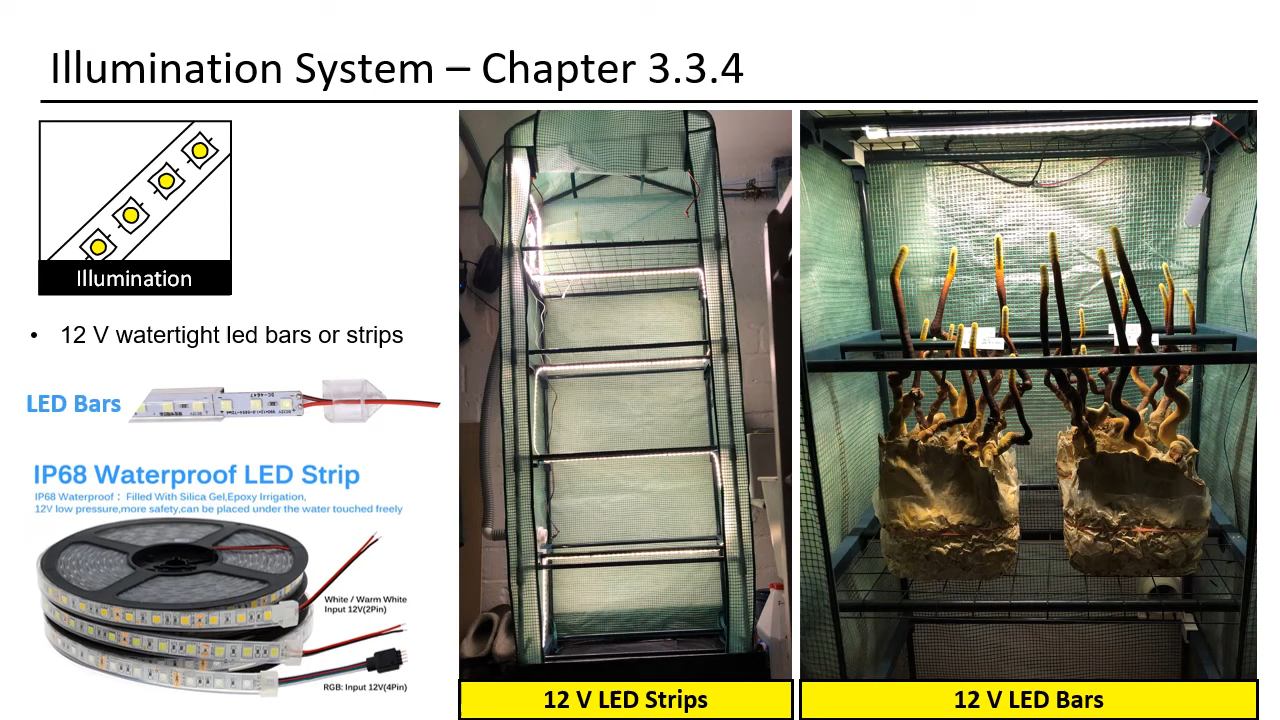 Illumination System – Chapter 3.3.4
Illumination
• 12 V watertight led bars or strips
LED Bars
IP68 Waterproof LED Strip
IP68 Waterproof： Filled With Silica Gel,Epoxy Irrigation,
12V low pressure,more safety,can be placed under the water touched freely
White / Warm White
Input 12V(2Pin)
RGB: Input 12V(4Pin)
12 V LED Strips
12 V LED Bars